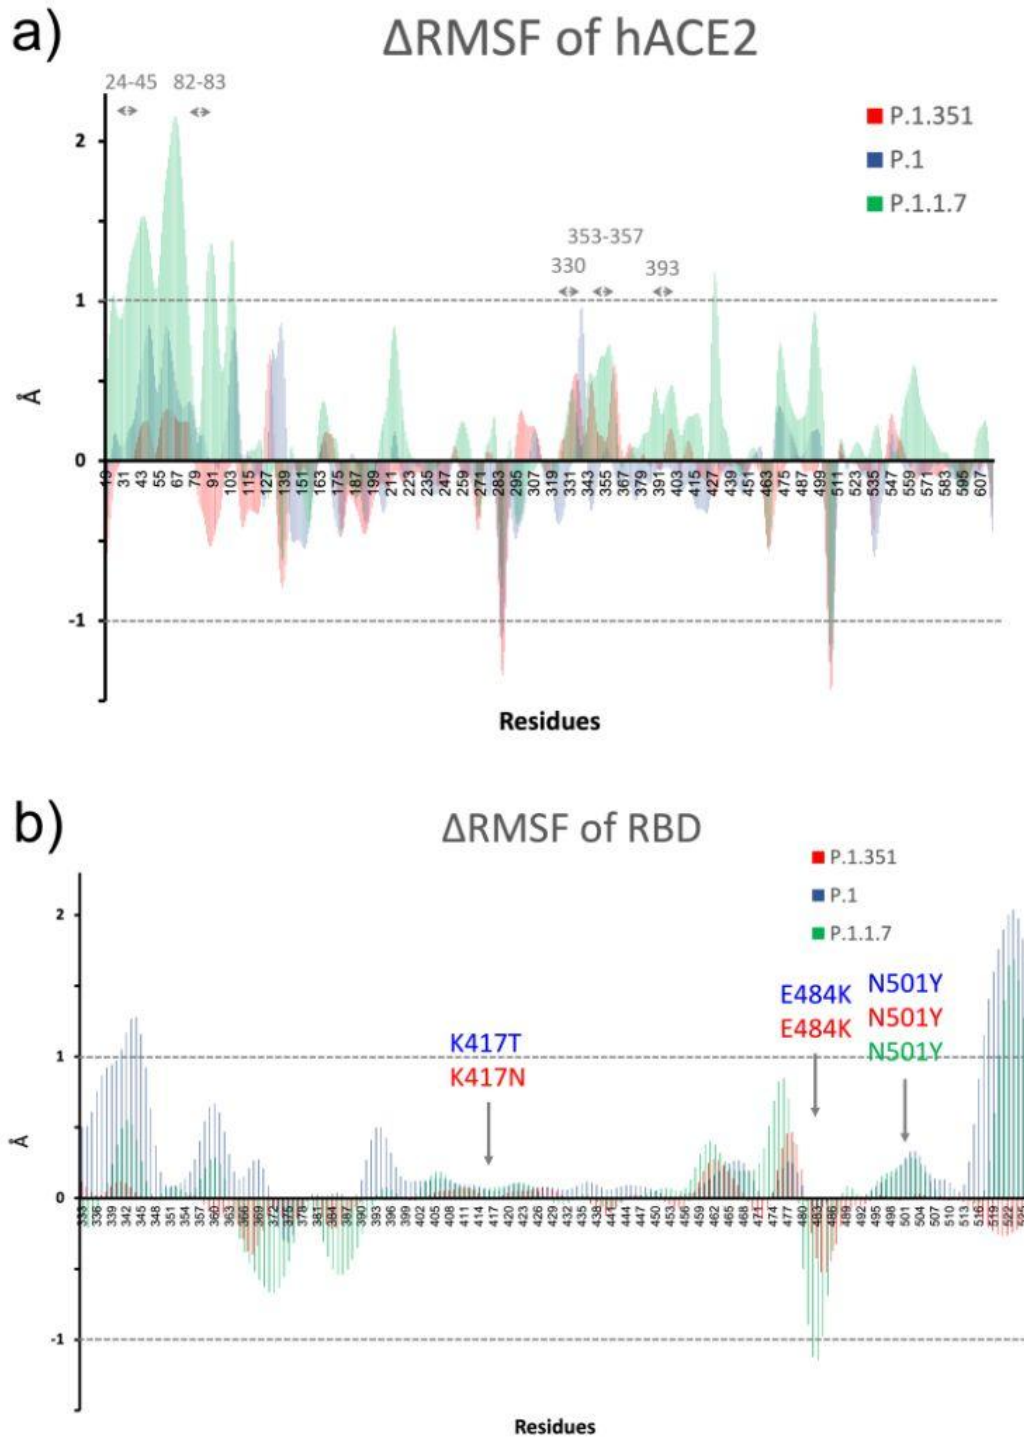 a)
ΔRMSF of hACE2
24-45 82-83
P.1.351
P.1
P.1.1.7
353-357
330 393
2
1
0
-1
Å
19 31 43 55 67 79 91 103 115 127 139 151 163 175 187 199 211 223 235 247 259 271 283 295 307 319 331 343 355 367 379 391 403 415 427 439 451 463 475 487 499 511 523 535 547 559 571 583 595 607
Residues
b)
ΔRMSF of RBD
P.1.351
P.1
P.1.1.7
E484K N501Y
E484K N501Y
N501Y
K417T
K417N
2
1
0
-1
Å
333 336 339 342 345 348 351 354 357 360 363 366 369 372 375 378 381 384 387 390 393 396 399 402 405 408 411 414 417 420 423 426 429 432 435 438 441 444 447 450 453 456 459 462 465 468 471 474 477 480 483 486 489 492 495 498 501 504 507 510 513 516 519 522 525
Residues